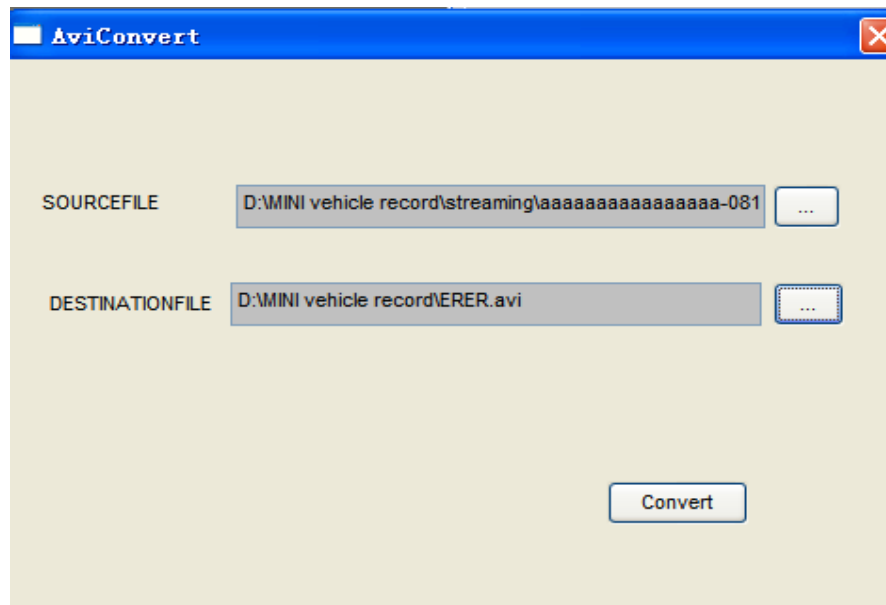 AviConvert
SOURCEFILE
D:\MINI vehicle record\streaming\aaaaaaaaaaaaaaaa-081
...
DESTINATIONFILE
D:\MINI vehicle record\ERER.avi
...
Convert